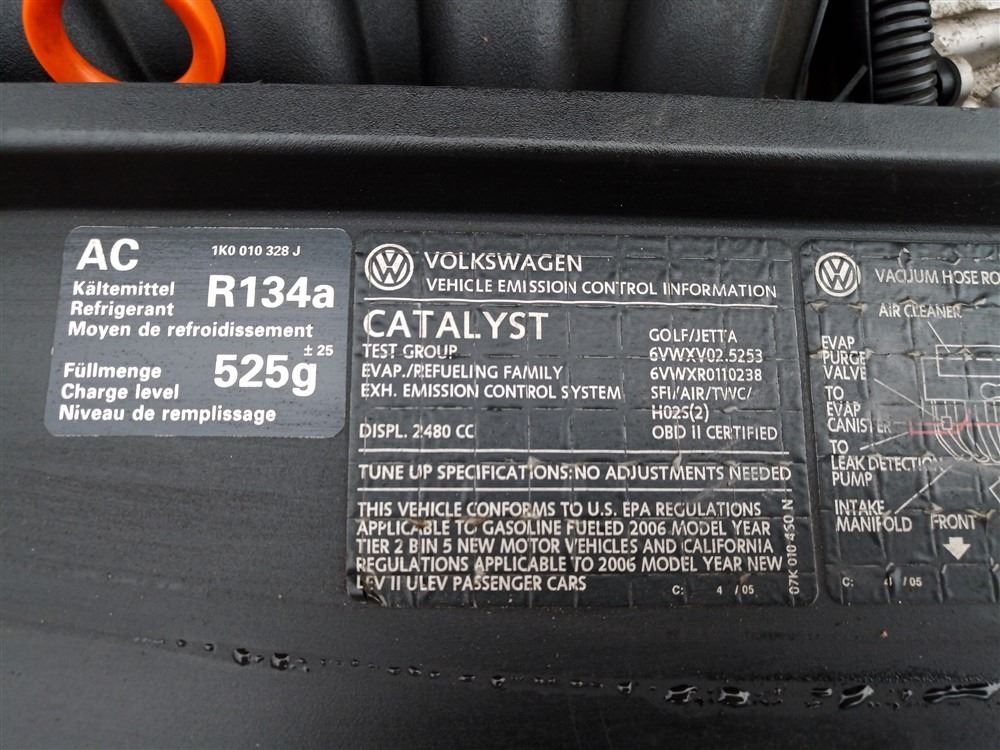 AC 1K0 010 328 J
Kältemittel
Refrigerant
R134a
Moyen de refroidissement
Füllmenge
Charge level
525g ± 25
Niveau de remplissage
VOLKSWAGEN
VEHICLE EMISSION CONTROL INFORMATION
CATALYST
GOLF/JETTA
TEST GROUP 6VWXV02.5253
EVAP./REFUELING FAMILY 6VWXR0110238
EXH. EMISSION CONTROL SYSTEM SFI/AIR/TWC/
HO2S(2)
DISPL. 2480 CC OBD II CERTIFIED
TUNE UP SPECIFICATIONS:NO ADJUSTMENTS NEEDED
THIS VEHICLE CONFORMS TO U.S. EPA REGULATIONS
APPLICABLE TO GASOLINE FUELED 2006 MODEL YEAR
TIER 2 BIN 5 NEW MOTOR VEHICLES AND CALIFORNIA
REGULATIONS APPLICABLE TO 2006 MODEL YEAR NEW
LEV II ULEV PASSENGER CARS
C: 4 /05
07K 010 450 N
VACUUM HOSE RO
AIR CLEANER
EVAP
PURGE
VALVE
TO
EVAP
CANISTER
TO
LEAK DETECTION
PUMP
INTAKE
MANIFOLD
FRONT
C: 4 /05